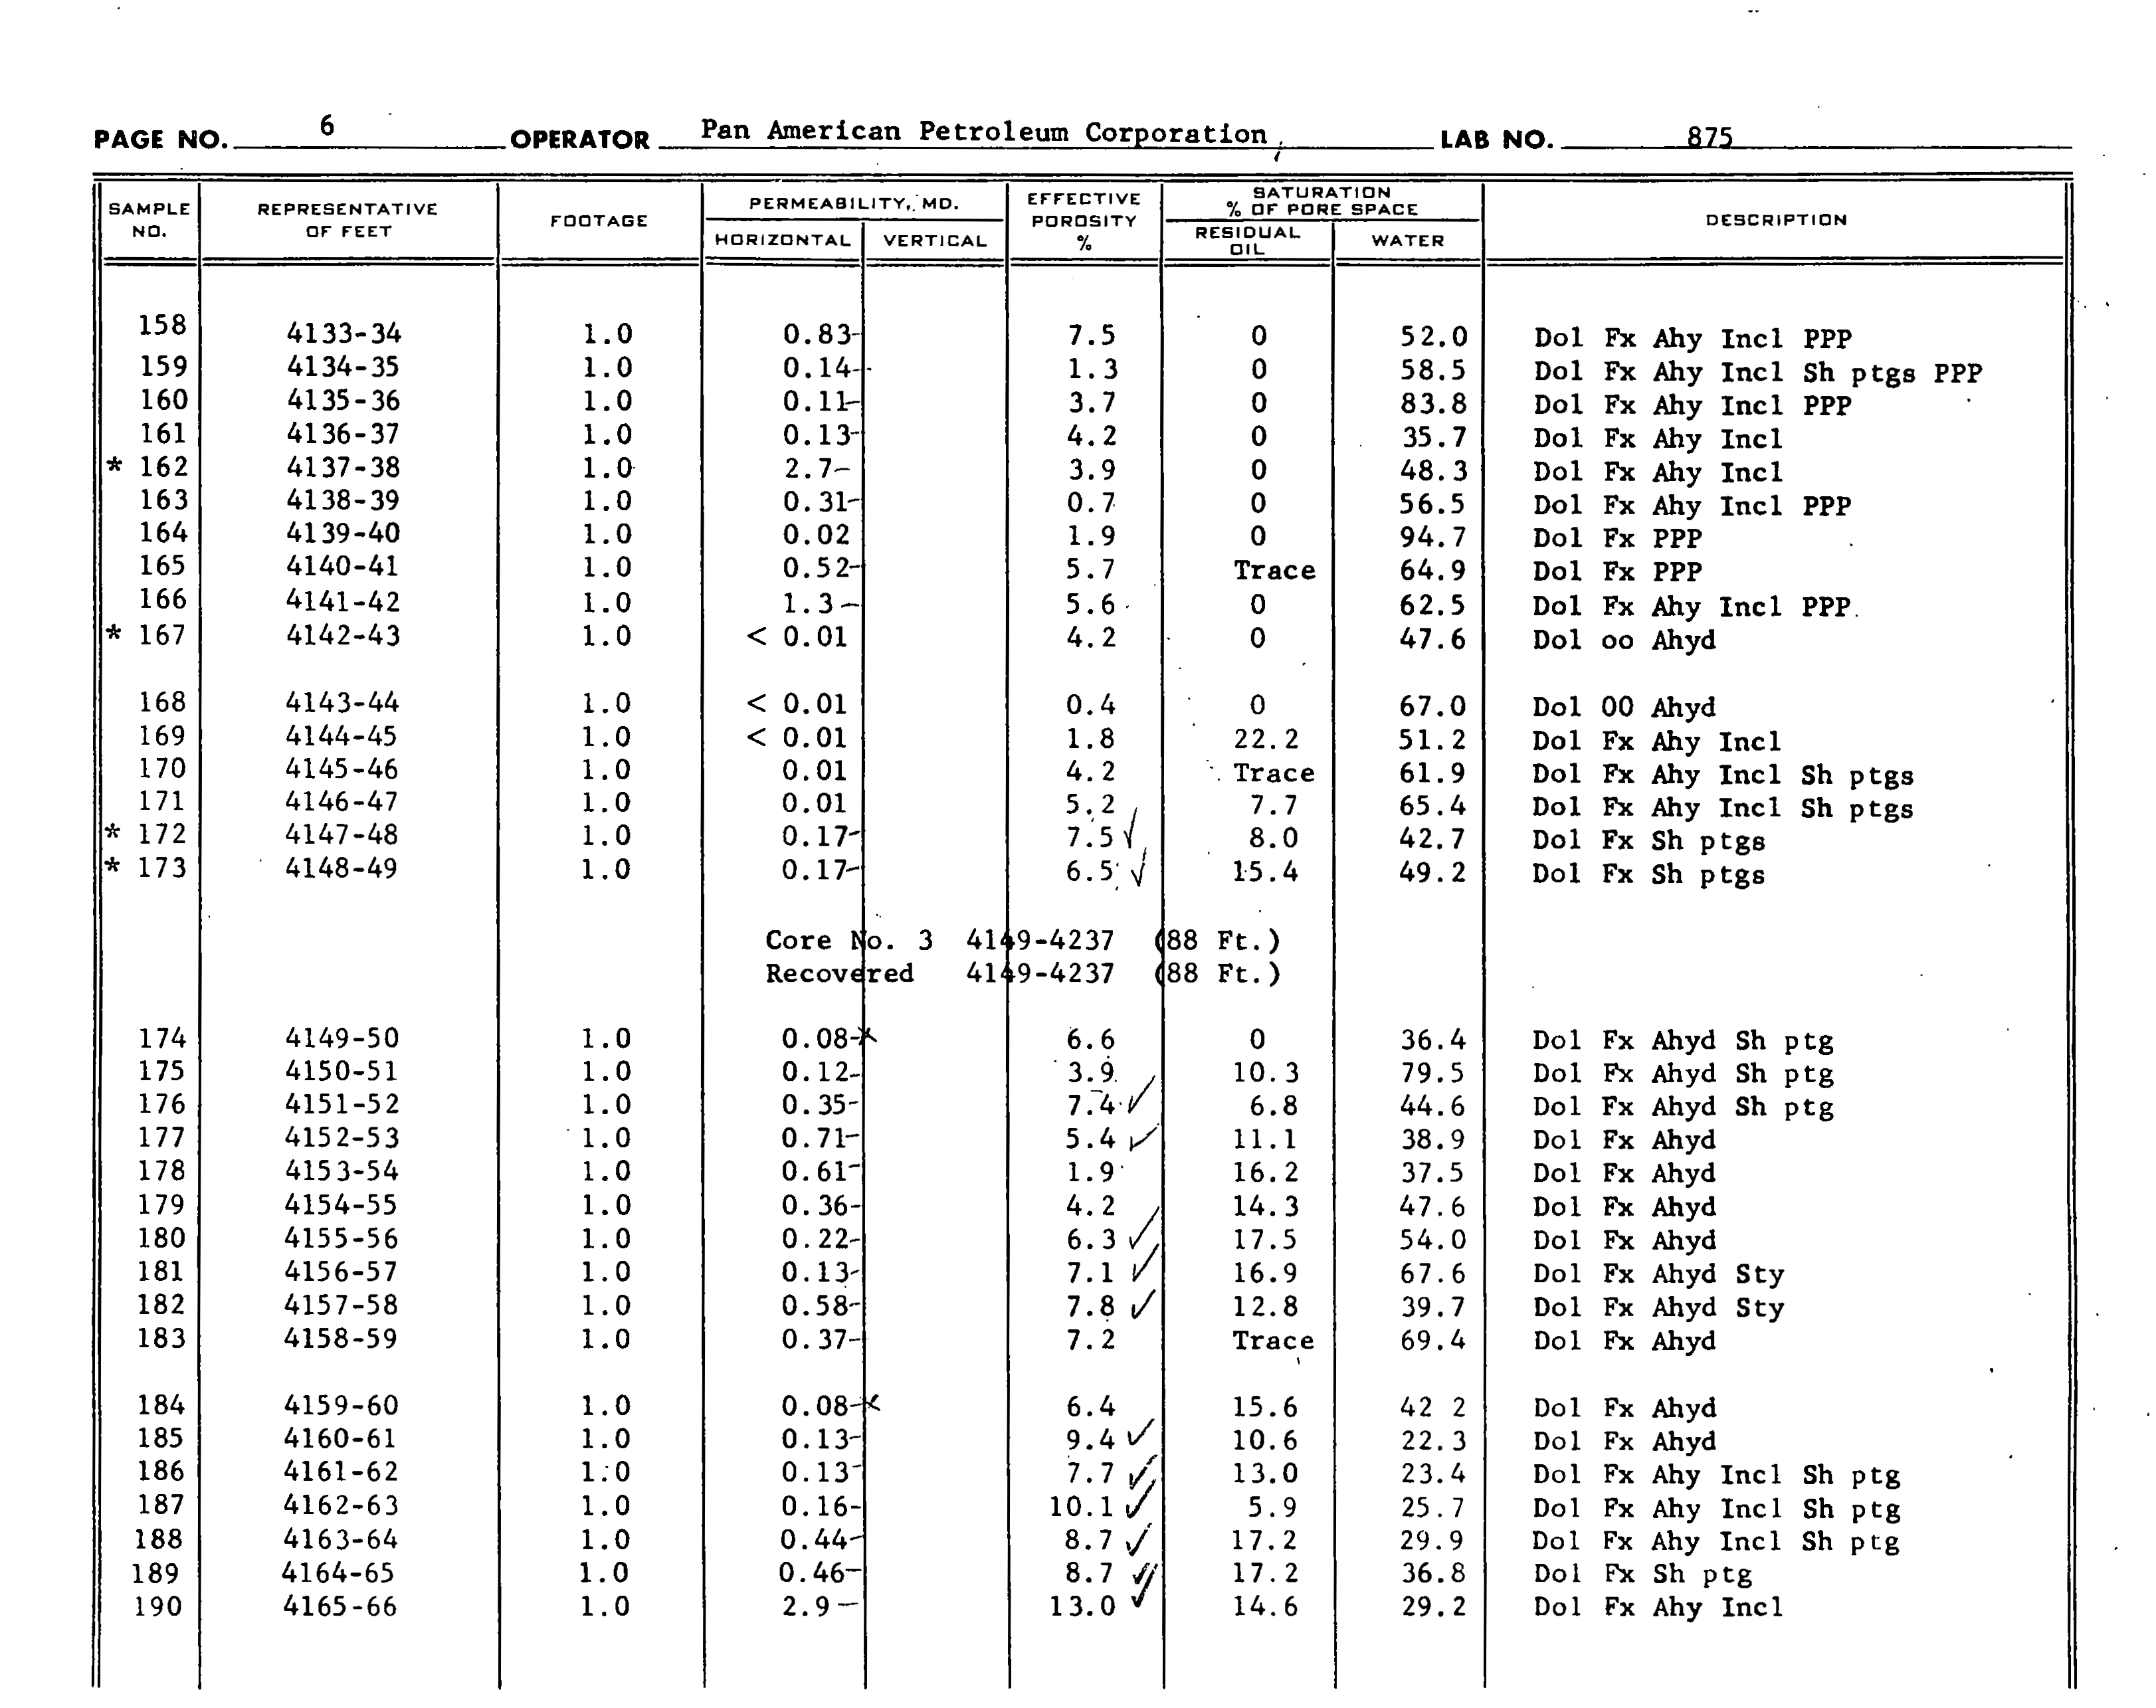 PAGE NO. 6 OPERATOR Pan American Petroleum Corporation LAB NO. 875
SAMPLE NO. REPRESENTATIVE OF FEET FOOTAGE PERMEABILITY, MD. HORIZONTAL VERTICAL EFFECTIVE POROSITY % SATURATION % OF PORE SPACE RESIDUAL OIL WATER DESCRIPTION
158 4133-34 1.0 0.83 7.5 0 52.0 Dol Fx Ahy Incl PPP
159 4134-35 1.0 0.14 1.3 0 58.5 Dol Fx Ahy Incl Sh ptgs PPP
160 4135-36 1.0 0.11 3.7 0 83.8 Dol Fx Ahy Incl PPP
161 4136-37 1.0 0.13 4.2 0 35.7 Dol Fx Ahy Incl
* 162 4137-38 1.0 2.7 3.9 0 48.3 Dol Fx Ahy Incl
163 4138-39 1.0 0.31 0.7 0 56.5 Dol Fx Ahy Incl PPP
164 4139-40 1.0 0.02 1.9 0 94.7 Dol Fx PPP
165 4140-41 1.0 0.52 5.7 Trace 64.9 Dol Fx PPP
166 4141-42 1.0 1.3 5.6 0 62.5 Dol Fx Ahy Incl PPP
* 167 4142-43 1.0 < 0.01 4.2 0 47.6 Dol oo Ahyd
168 4143-44 1.0 < 0.01 0.4 0 67.0 Dol 00 Ahyd
169 4144-45 1.0 < 0.01 1.8 22.2 51.2 Dol Fx Ahy Incl
170 4145-46 1.0 0.01 4.2 Trace 61.9 Dol Fx Ahy Incl Sh ptgs
171 4146-47 1.0 0.01 5.2 7.7 65.4 Dol Fx Ahy Incl Sh ptgs
* 172 4147-48 1.0 0.17 7.5 ✓ 8.0 42.7 Dol Fx Sh ptgs
* 173 4148-49 1.0 0.17 6.5 ✓ 15.4 49.2 Dol Fx Sh ptgs
Core No. 3 4149-4237 (88 Ft.)
Recovered 4149-4237 (88 Ft.)
174 4149-50 1.0 0.08 x 6.6 0 36.4 Dol Fx Ahyd Sh ptg
175 4150-51 1.0 0.12 3.9 10.3 79.5 Dol Fx Ahyd Sh ptg
176 4151-52 1.0 0.35 7.4 ✓ 6.8 44.6 Dol Fx Ahyd Sh ptg
177 4152-53 1.0 0.71 5.4 ✓ 11.1 38.9 Dol Fx Ahyd
178 4153-54 1.0 0.61 1.9 16.2 37.5 Dol Fx Ahyd
179 4154-55 1.0 0.36 4.2 14.3 47.6 Dol Fx Ahyd
180 4155-56 1.0 0.22 6.3 ✓ 17.5 54.0 Dol Fx Ahyd
181 4156-57 1.0 0.13 7.1 ✓ 16.9 67.6 Dol Fx Ahyd Sty
182 4157-58 1.0 0.58 7.8 ✓ 12.8 39.7 Dol Fx Ahyd Sty
183 4158-59 1.0 0.37 7.2 Trace 69.4 Dol Fx Ahyd
184 4159-60 1.0 0.08 x 6.4 15.6 42 2 Dol Fx Ahyd
185 4160-61 1.0 0.13 9.4 ✓ 10.6 22.3 Dol Fx Ahyd
186 4161-62 1.0 0.13 7.7 ✓ 13.0 23.4 Dol Fx Ahy Incl Sh ptg
187 4162-63 1.0 0.16 10.1 ✓ 5.9 25.7 Dol Fx Ahy Incl Sh ptg
188 4163-64 1.0 0.44 8.7 ✓ 17.2 29.9 Dol Fx Ahy Incl Sh ptg
189 4164-65 1.0 0.46 8.7 ✓ 17.2 36.8 Dol Fx Sh ptg
190 4165-66 1.0 2.9 13.0 ✓ 14.6 29.2 Dol Fx Ahy Incl